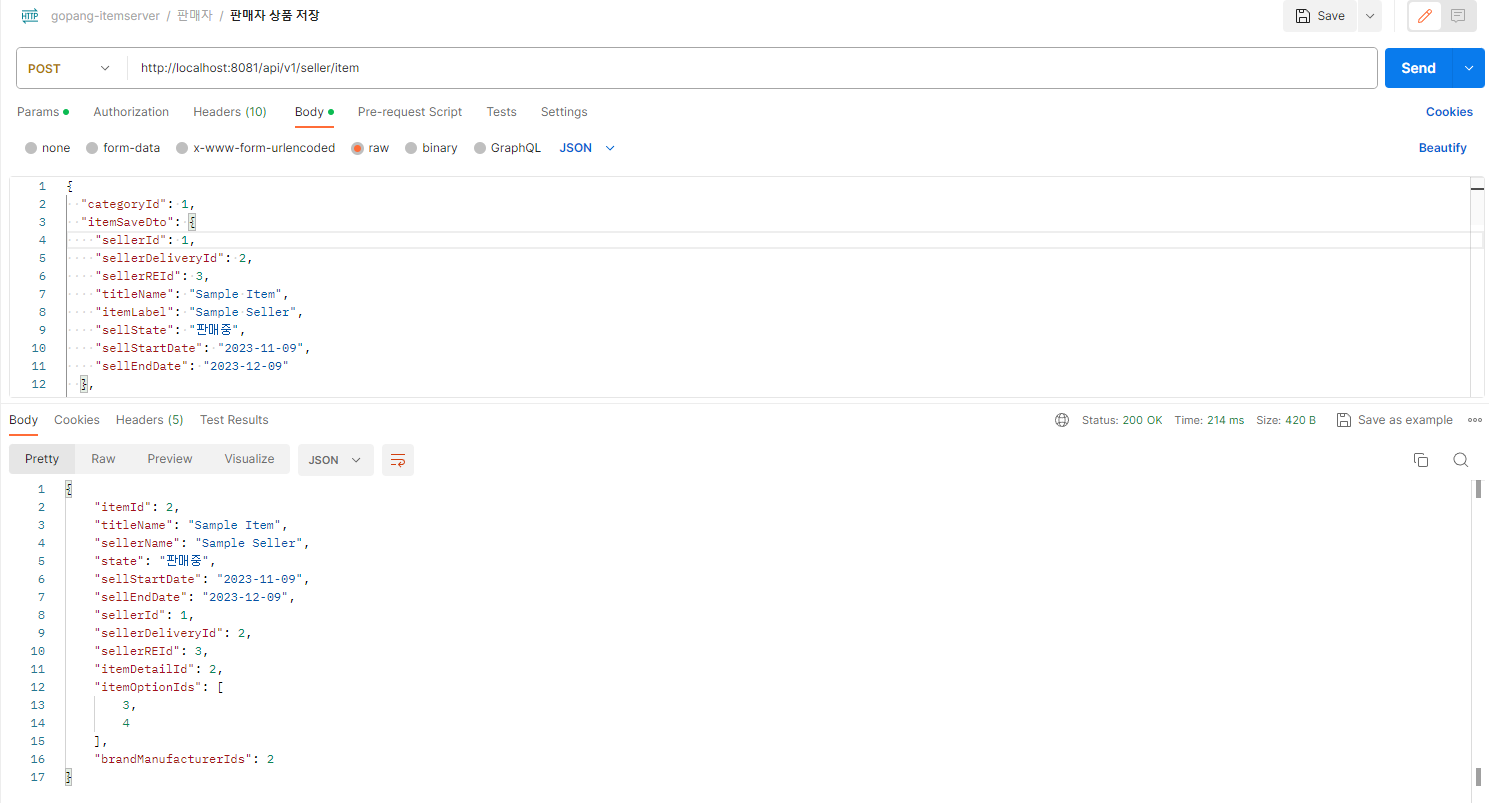 HTTP gopang-itemserver / 판매자 / 판매자 상품 저장 Save
POST http://localhost:8081/api/v1/seller/item Send
Params Authorization Headers (10) Body Pre-request Script Tests Settings Cookies
none form-data x-www-form-urlencoded raw binary GraphQL JSON Beautify
1 {
2 "categoryId": 1,
3 "itemSaveDto": {
4 "sellerId": 1,
5 "sellerDeliveryId": 2,
6 "sellerREId": 3,
7 "titleName": "Sample Item",
8 "itemLabel": "Sample Seller",
9 "sellState": "판매중",
10 "sellStartDate": "2023-11-09",
11 "sellEndDate": "2023-12-09"
12 },
Body Cookies Headers (5) Test Results Status: 200 OK Time: 214 ms Size: 420 B Save as example
Pretty Raw Preview Visualize JSON
1 {
2 "itemId": 2,
3 "titleName": "Sample Item",
4 "sellerName": "Sample Seller",
5 "state": "판매중",
6 "sellStartDate": "2023-11-09",
7 "sellEndDate": "2023-12-09",
8 "sellerId": 1,
9 "sellerDeliveryId": 2,
10 "sellerREId": 3,
11 "itemDetailId": 2,
12 "itemOptionIds": [
13 3,
14 4
15 ],
16 "brandManufacturerIds": 2
17 }